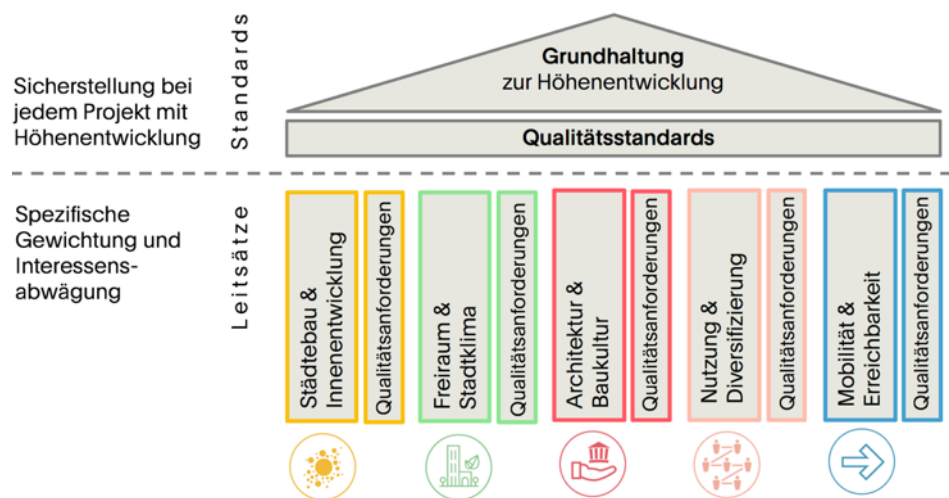 Sicherstellung bei
jedem Projekt mit
Höhenentwicklung
Standards
Grundhaltung
zur Höhenentwicklung
Qualitätsstandards
Spezifische
Gewichtung und
Interessens-
abwägung
Leitsätze
Städtebau &
Innenentwicklung
Qualitätsanforderungen
Freiraum &
Stadtklima
Qualitätsanforderungen
Architektur &
Baukultur
Qualitätsanforderungen
Nutzung &
Diversifizierung
Qualitätsanforderungen
Mobilität &
Erreichbarkeit
Qualitätsanforderungen